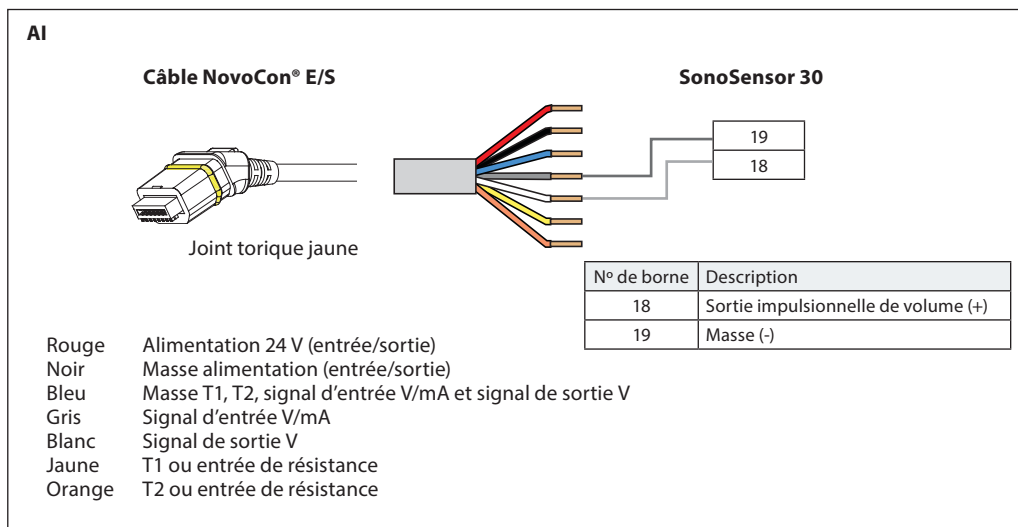 AI
Câble NovoCon® E/S
SonoSensor 30
19
18
Joint torique jaune
Nº de borne Description
18 Sortie impulsionnelle de volume (+)
19 Masse (-)
Rouge Alimentation 24 V (entrée/sortie)
Noir Masse alimentation (entrée/sortie)
Bleu Masse T1, T2, signal d’entrée V/mA et signal de sortie V
Gris Signal d’entrée V/mA
Blanc Signal de sortie V
Jaune T1 ou entrée de résistance
Orange T2 ou entrée de résistance